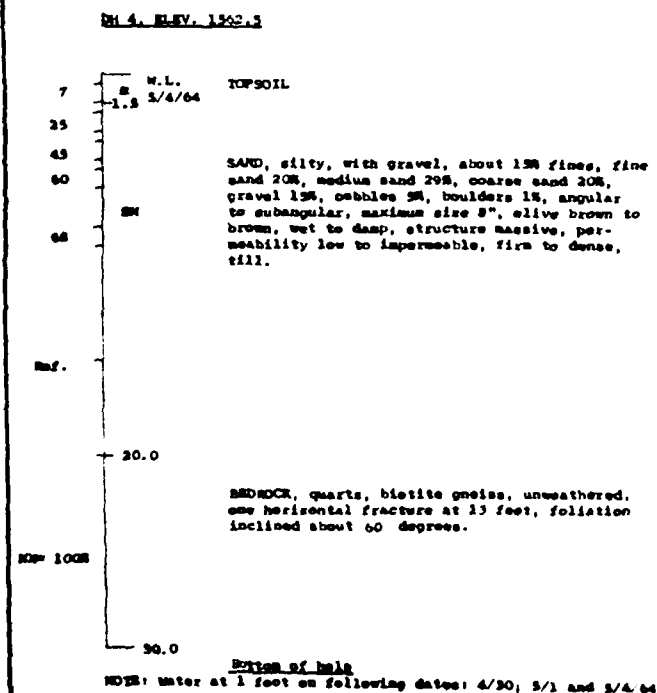 DH 4, ELEV. 1562.5
W.L.
5/4/64
TOPSOIL
7
1.5
25
45
60
SM
68
SAND, silty, with gravel, about 15% fines, fine
sand 20%, medium sand 29%, coarse sand 20%,
gravel 15%, cobbles 5%, boulders 1%, angular
to subangular, maximum size 8", olive brown to
brown, wet to damp, structure massive, per-
meability low to impermeable, firm to dense,
till.
Ref.
20.0
BEDROCK, quartz, biotite gneiss, unweathered,
one horizontal fracture at 23 feet, foliation
inclined about 60 degrees.
100%
30.0
Bottom of hole
NOTE: Water at 1 foot on following dates: 4/30; 5/1 and 5/4/64